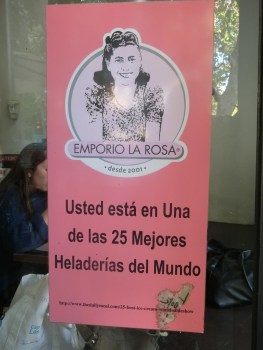 EMPORIO LA ROSA®
• desde 2001 •
Usted está en Una
de las 25 Mejores
Heladerías del Mundo